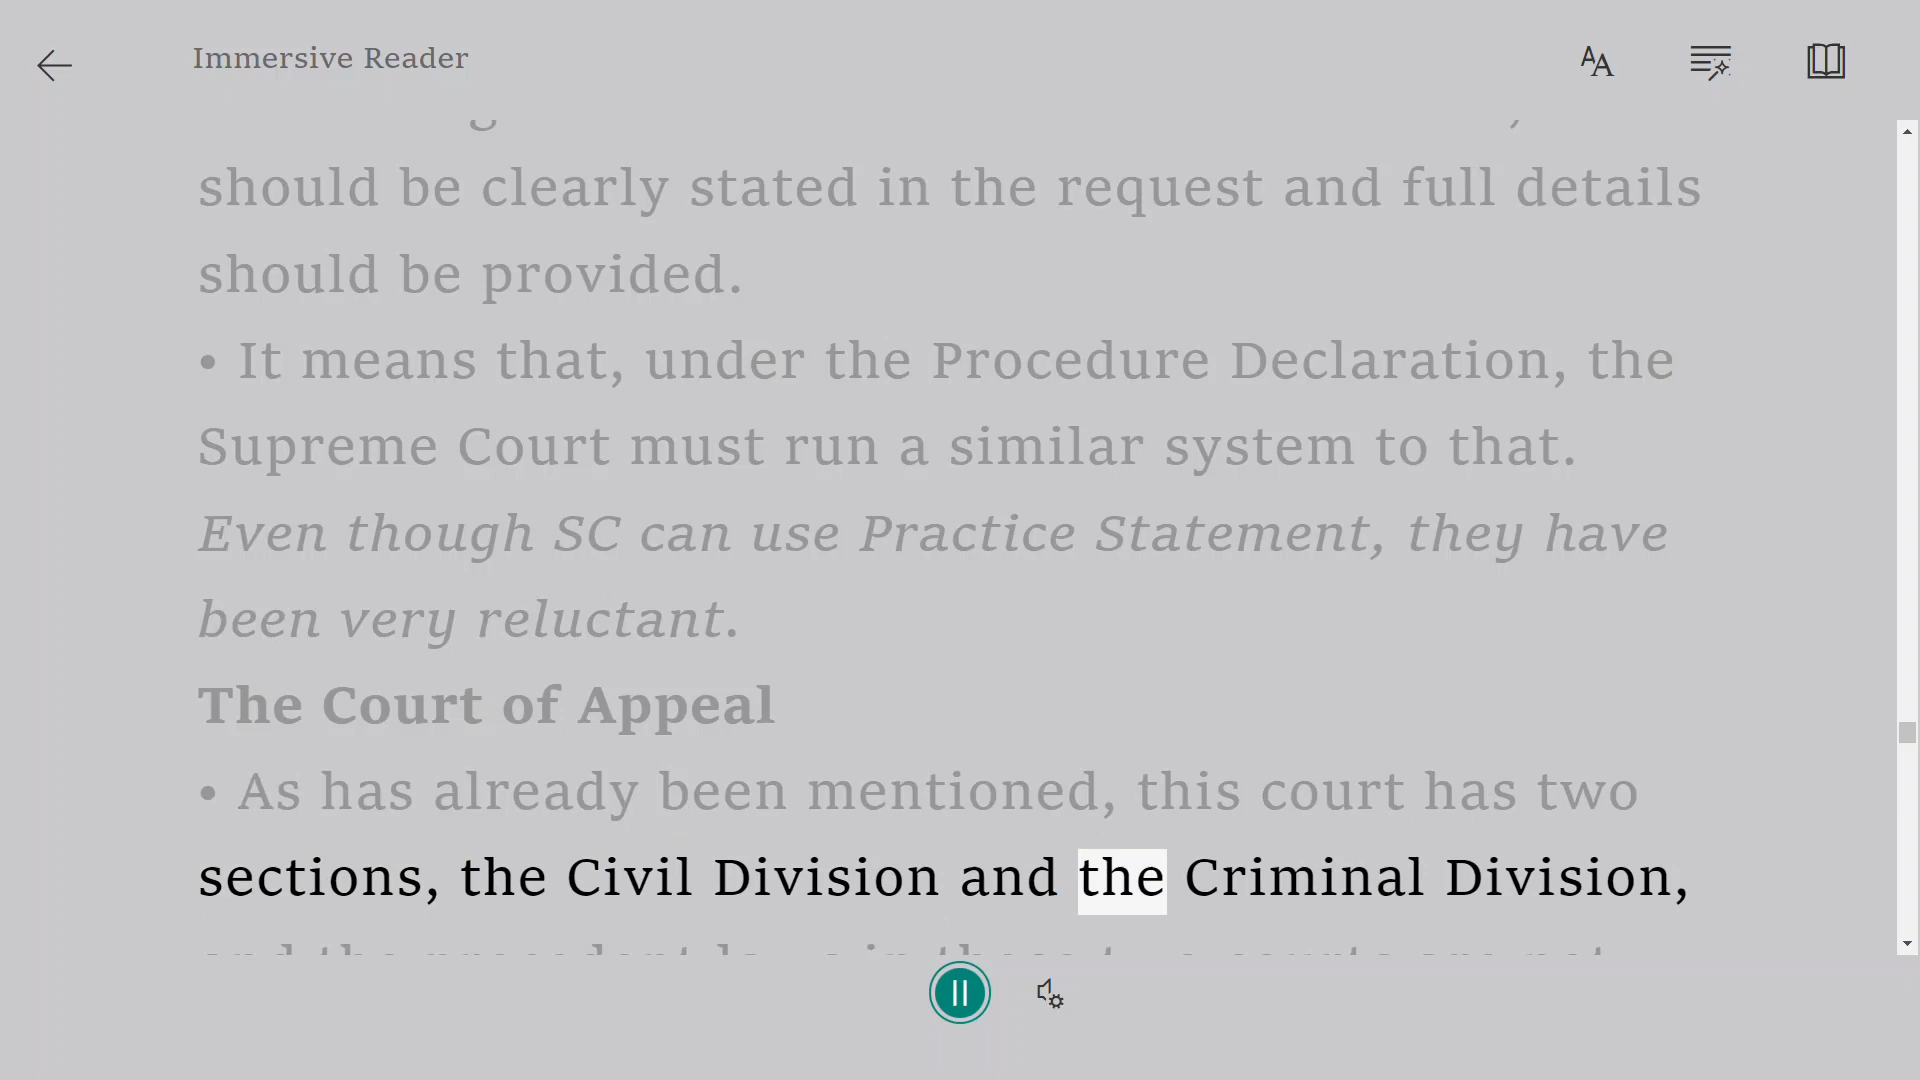 Immersive Reader
should be clearly stated in the request and full details
should be provided.
• It means that, under the Procedure Declaration, the
Supreme Court must run a similar system to that.
Even though SC can use Practice Statement, they have
been very reluctant.
The Court of Appeal
• As has already been mentioned, this court has two
sections, the Civil Division and the Criminal Division,